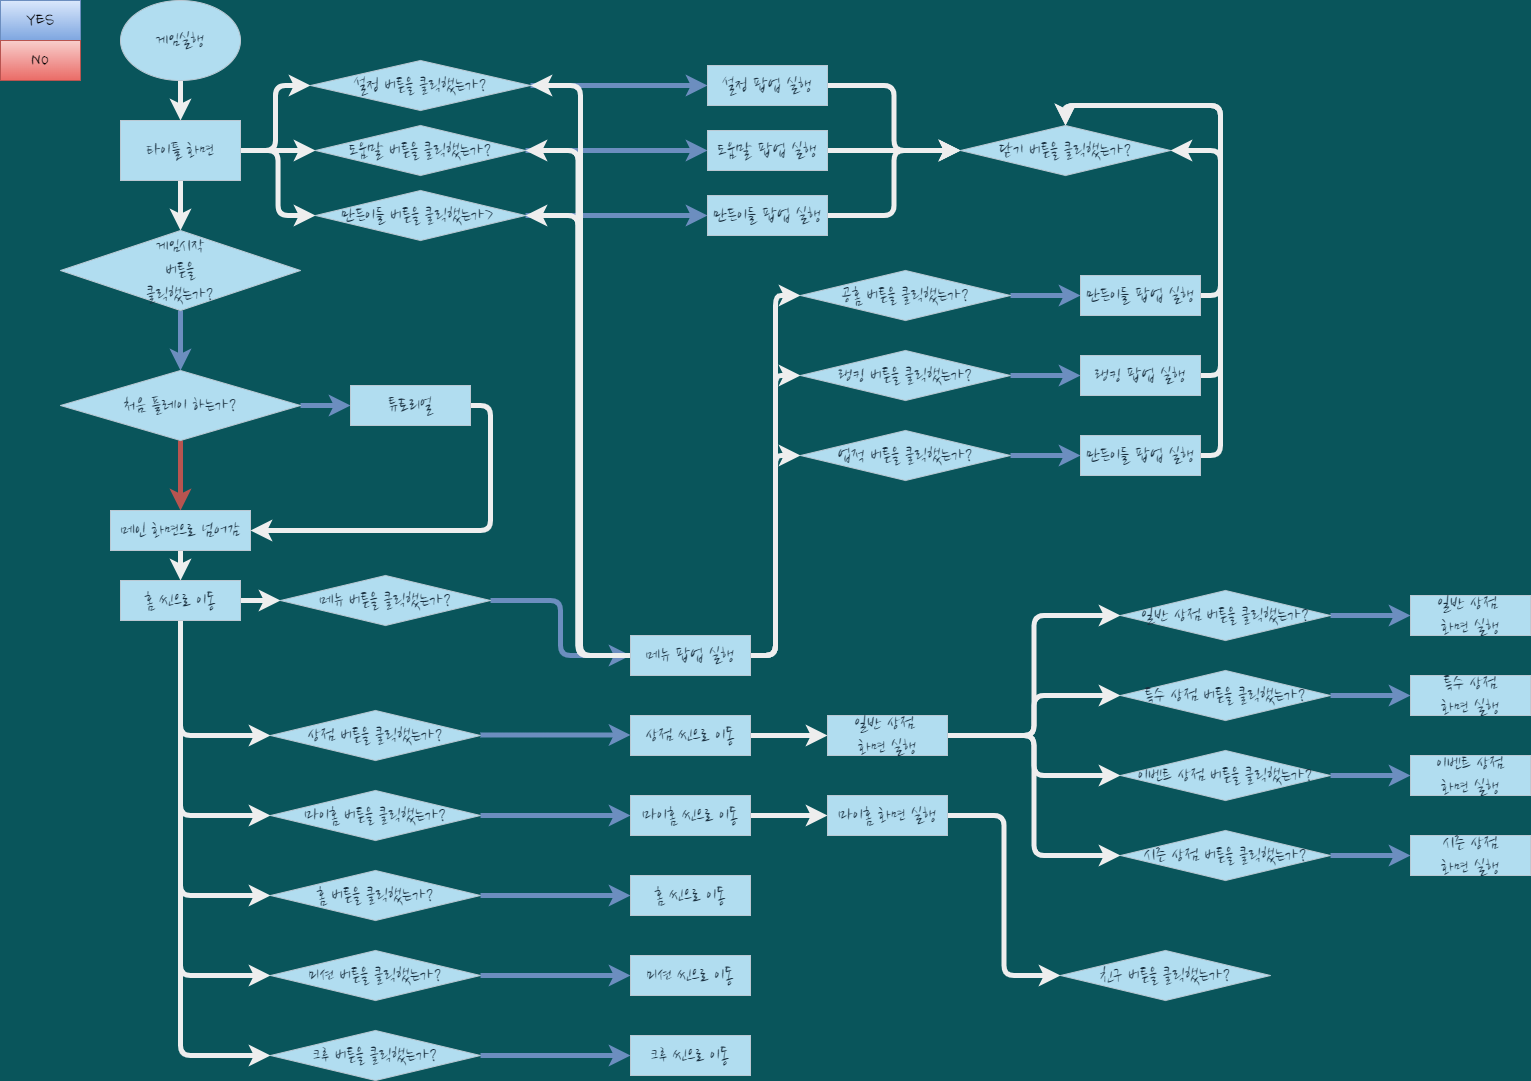 YES
NO
게임실행
설정 버튼을 클릭했는가?
설정 팝업 실행
타이틀 화면
도움말 버튼을 클릭했는가?
도움말 팝업 실행
닫기 버튼을 클릭했는가?
만든이들 버튼을 클릭했는가>
만든이들 팝업 실행
게임시작
버튼을
클릭했는가?
공홈 버튼을 클릭했는가?
만든이들 팝업 실행
랭킹 버튼을 클릭했는가?
랭킹 팝업 실행
처음 플레이 하는가?
튜토리얼
업적 버튼을 클릭했는가?
만든이들 팝업 실행
메인 화면으로 넘어감
홈 씬으로 이동
메뉴 버튼을 클릭했는가?
메뉴 팝업 실행
일반 상점 버튼을 클릭했는가?
일반 상점
화면 실행
특수 상점 버튼을 클릭했는가?
특수 상점
화면 실행
상점 버튼을 클릭했는가?
상점 씬으로 이동
일반 상점
화면 실행
이벤트 상점 버튼을 클릭했는가?
이벤트 상점
화면 실행
마이홈 버튼을 클릭했는가?
마이홈 씬으로 이동
마이홈 화면 실행
시즌 상점 버튼을 클릭했는가?
시즌 상점
화면 실행
홈 버튼을 클릭했는가?
홈 씬으로 이동
미션 버튼을 클릭했는가?
미션 씬으로 이동
친구 버튼을 클릭했는가?
크루 버튼을 클릭했는가?
크루 씬으로 이동